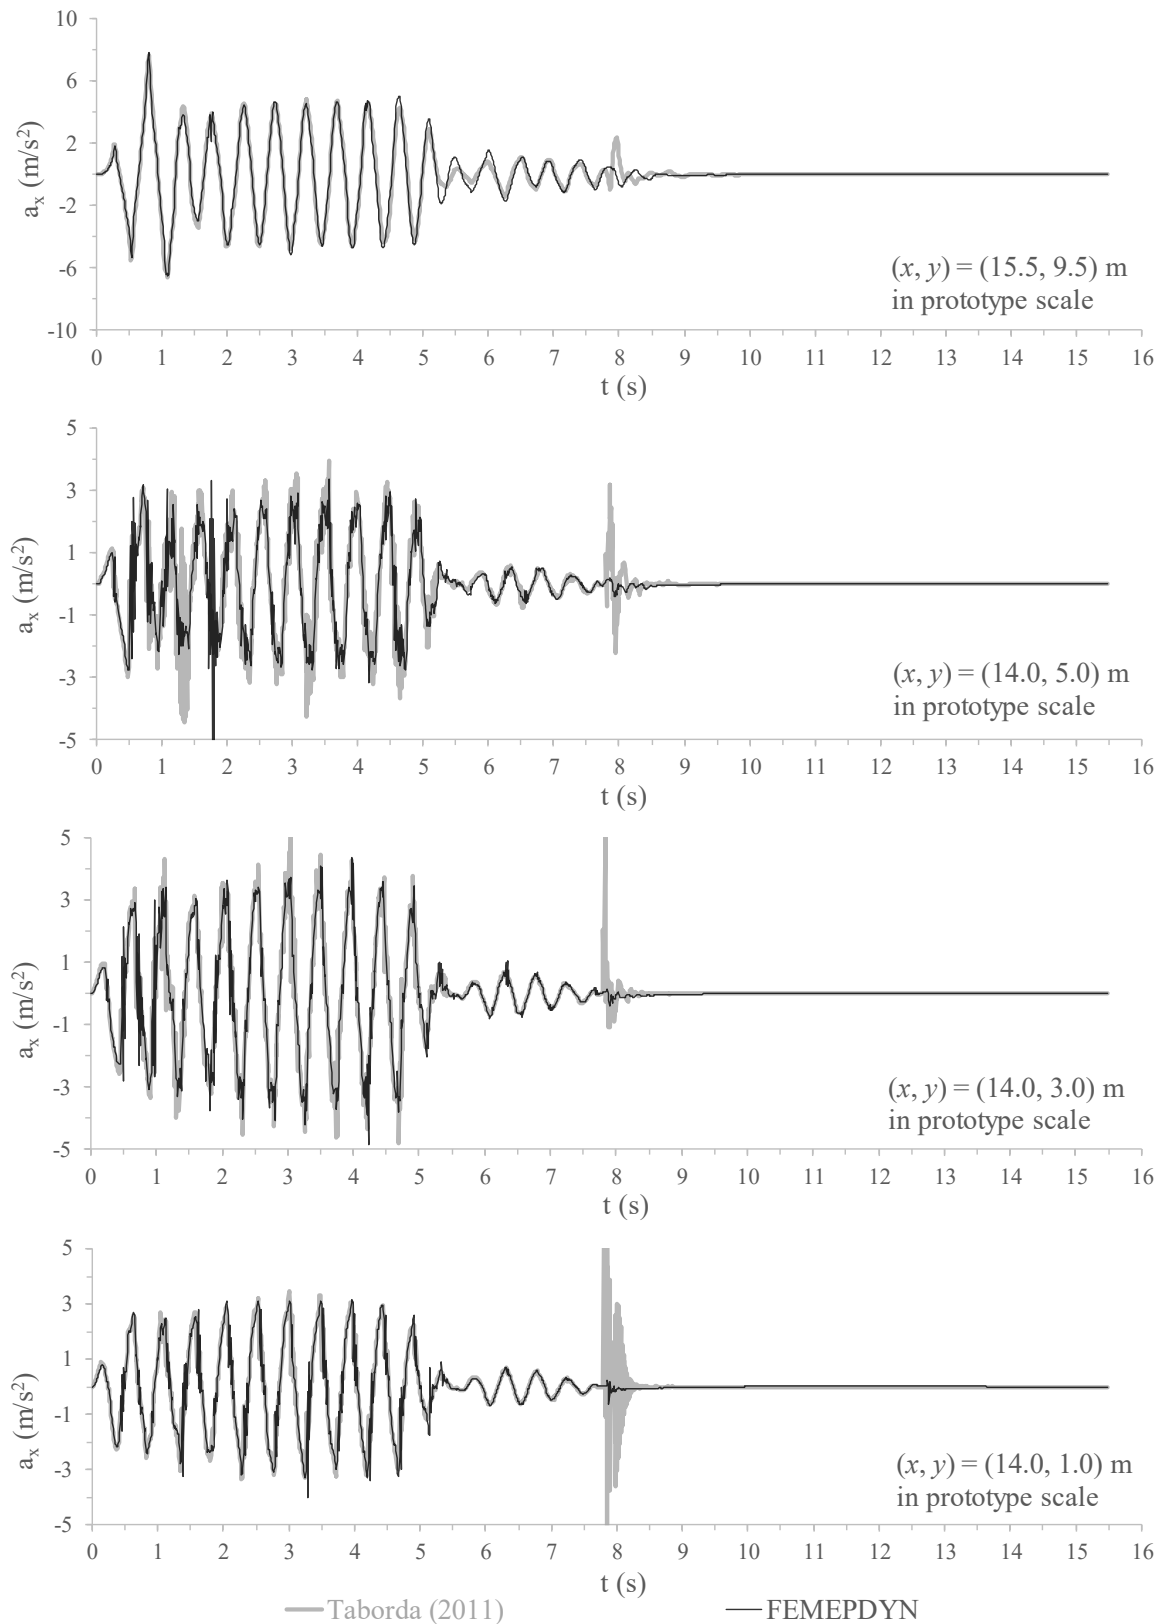 10
6
2
-2
-6
-10
a_x (m/s²)
0 1 2 3 4 5 6 7 8 9 10 11 12 13 14 15 16
t (s)
(x, y) = (15.5, 9.5) m
in prototype scale
5
3
1
-1
-3
-5
a_x (m/s²)
0 1 2 3 4 5 6 7 8 9 10 11 12 13 14 15 16
t (s)
(x, y) = (14.0, 5.0) m
in prototype scale
5
3
1
-1
-3
-5
a_x (m/s²)
0 1 2 3 4 5 6 7 8 9 10 11 12 13 14 15 16
t (s)
(x, y) = (14.0, 3.0) m
in prototype scale
5
3
1
-1
-3
-5
a_x (m/s²)
0 1 2 3 4 5 6 7 8 9 10 11 12 13 14 15 16
t (s)
(x, y) = (14.0, 1.0) m
in prototype scale
Taborda (2011) FEMEPDYN